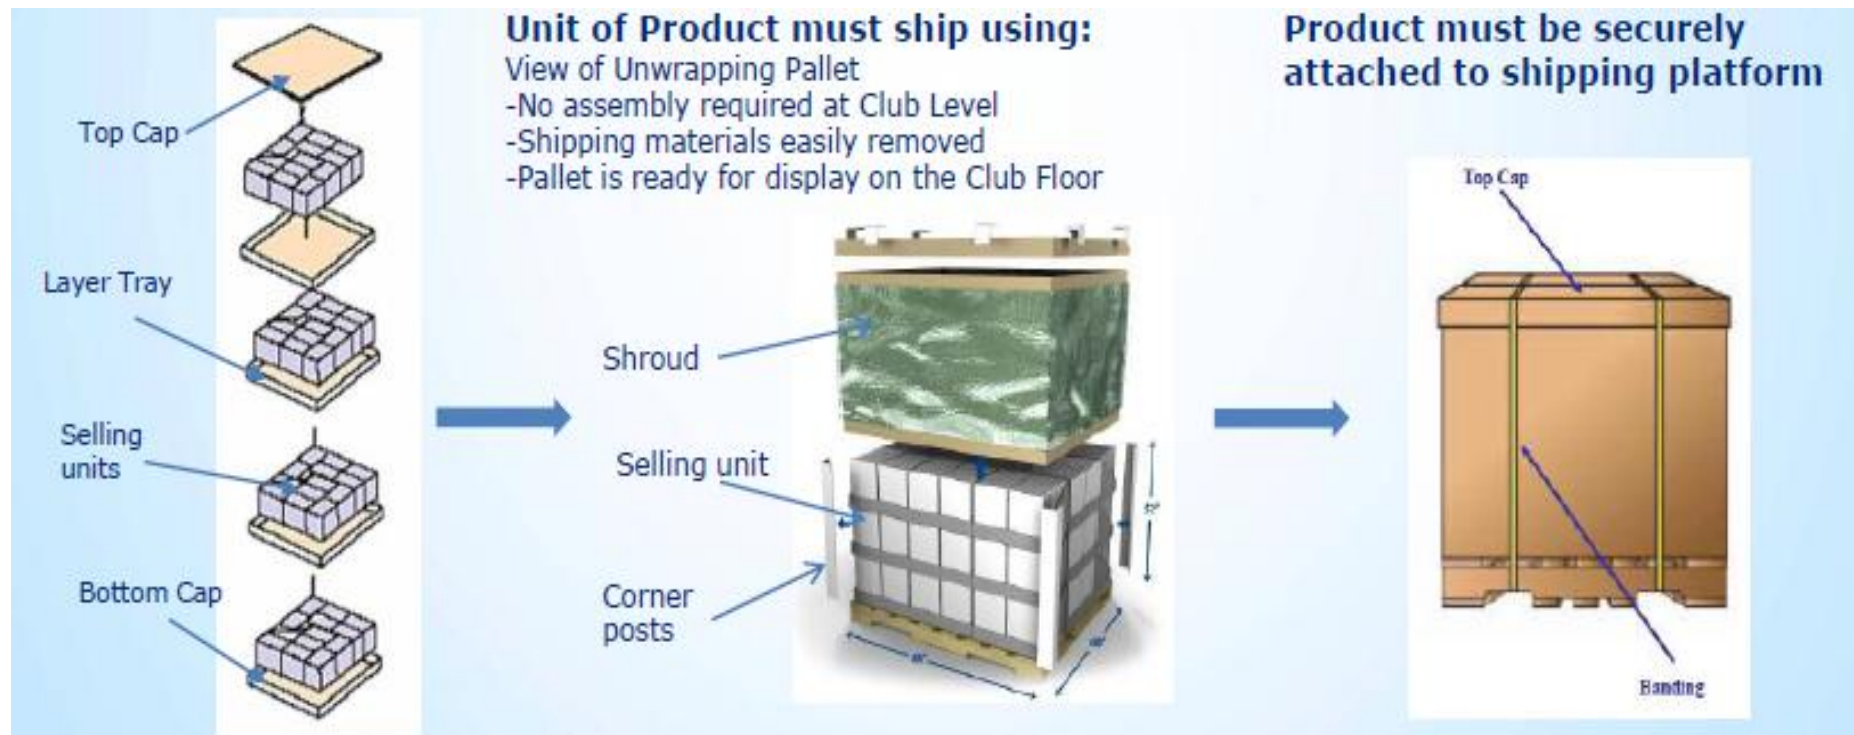 Top Cap
Layer Tray
Selling
units
Bottom Cap
Unit of Product must ship using:
View of Unwrapping Pallet
-No assembly required at Club Level
-Shipping materials easily removed
-Pallet is ready for display on the Club Floor
Shroud
Selling unit
Corner
posts
Product must be securely
attached to shipping platform
Top Cap
Banding